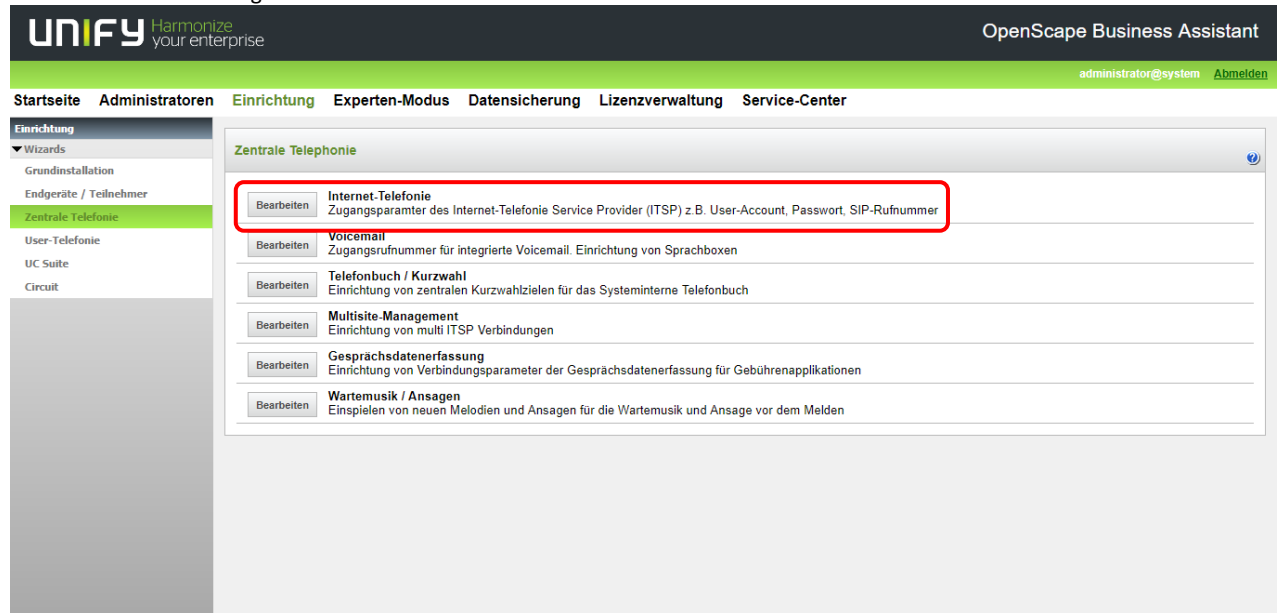 UNIFY Harmonize
your enterprise
OpenScape Business Assistant
administrator@system Abmelden
Startseite Administratoren Einrichtung Experten-Modus Datensicherung Lizenzverwaltung Service-Center
Einrichtung
Wizards
Grundinstallation
Endgeräte / Teilnehmer
Zentrale Telefonie
User-Telefonie
UC Suite
Circuit
Zentrale Telephonie
Bearbeiten
Internet-Telefonie
Zugangsparamter des Internet-Telefonie Service Provider (ITSP) z.B. User-Account, Passwort, SIP-Rufnummer
Bearbeiten
Voicemail
Zugangsrufnummer für integrierte Voicemail. Einrichtung von Sprachboxen
Bearbeiten
Telefonbuch / Kurzwahl
Einrichtung von zentralen Kurzwahlzielen für das Systeminterne Telefonbuch
Bearbeiten
Multisite-Management
Einrichtung von multi ITSP Verbindungen
Bearbeiten
Gesprächsdatenerfassung
Einrichtung von Verbindungsparameter der Gesprächsdatenerfassung für Gebührenapplikationen
Bearbeiten
Wartemusik / Ansagen
Einspielen von neuen Melodien und Ansagen für die Wartemusik und Ansage vor dem Melden